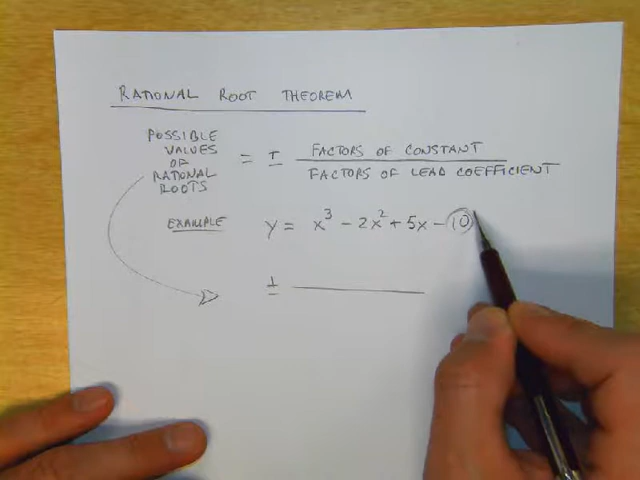 RATIONAL ROOT THEOREM
POSSIBLE
VALUES
OF
RATIONAL
ROOTS
= ± FACTORS OF CONSTANT
FACTORS OF LEAD COEFFICIENT
EXAMPLE y = x³ - 2x² + 5x - 10
±